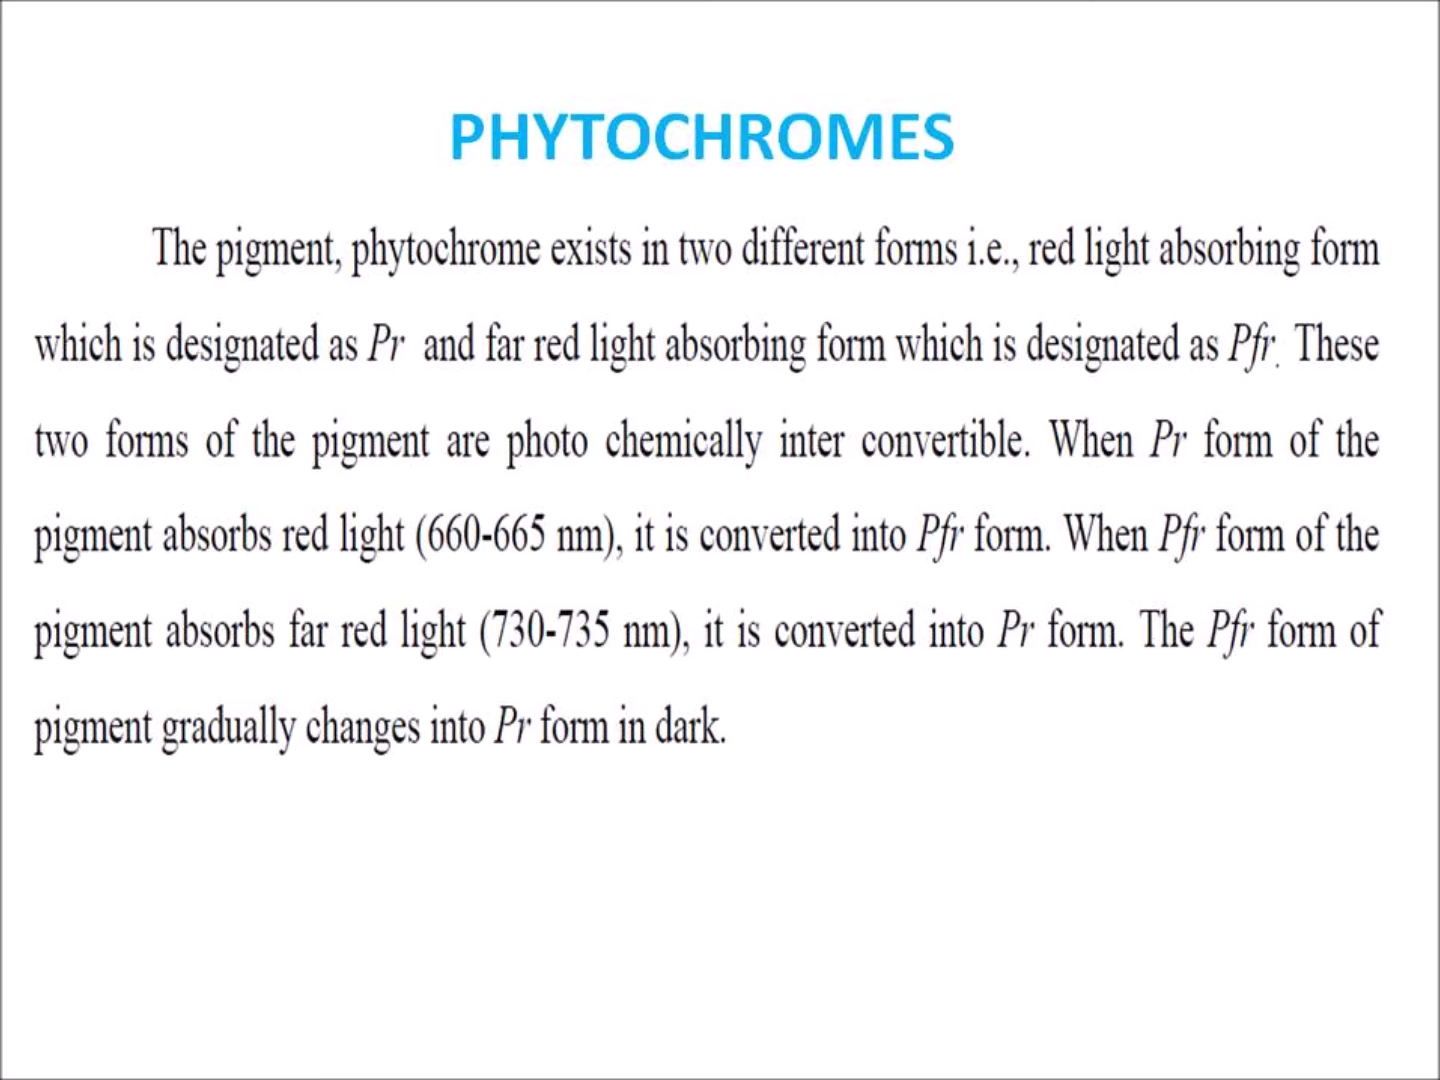 PHYTOCHROMES
The pigment, phytochrome exists in two different forms i.e., red light absorbing form
which is designated as Pr and far red light absorbing form which is designated as Pfr. These
two forms of the pigment are photo chemically inter convertible. When Pr form of the
pigment absorbs red light (660-665 nm), it is converted into Pfr form. When Pfr form of the
pigment absorbs far red light (730-735 nm), it is converted into Pr form. The Pfr form of
pigment gradually changes into Pr form in dark.